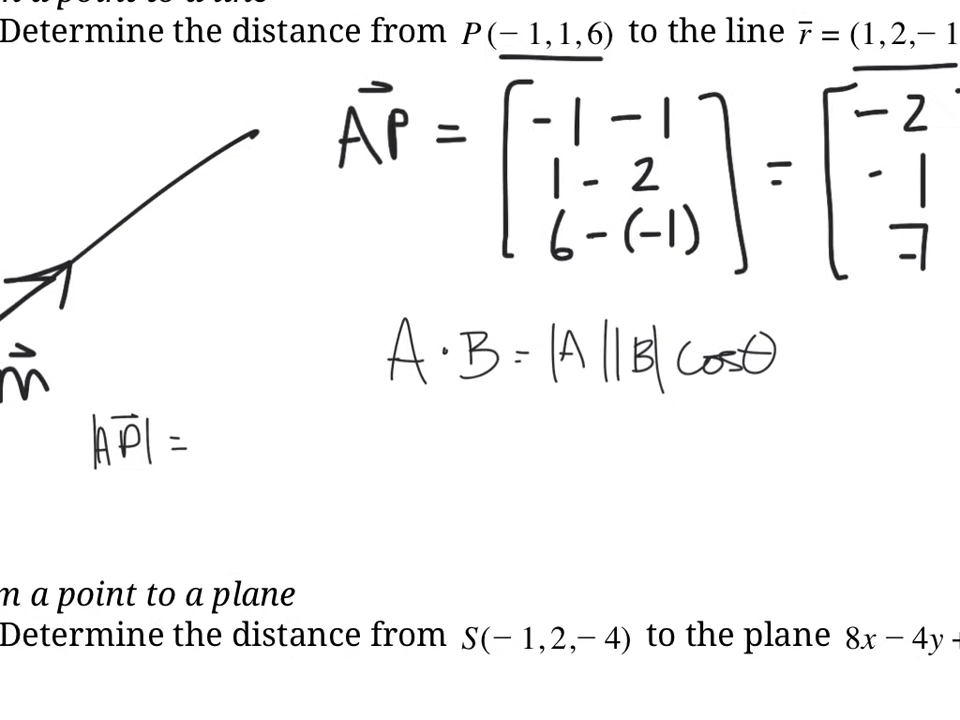 Determine the distance from P(− 1,1,6) to the line r̄ = (1,2,− 1
AP⃗ = [-1 -1 1 - 2 6 - (-1)] = [-2 -1 7
A · B = |A||B| cosθ
m⃗
|AP⃗| =
m a point to a plane
Determine the distance from S(− 1,2,− 4) to the plane 8x − 4y +